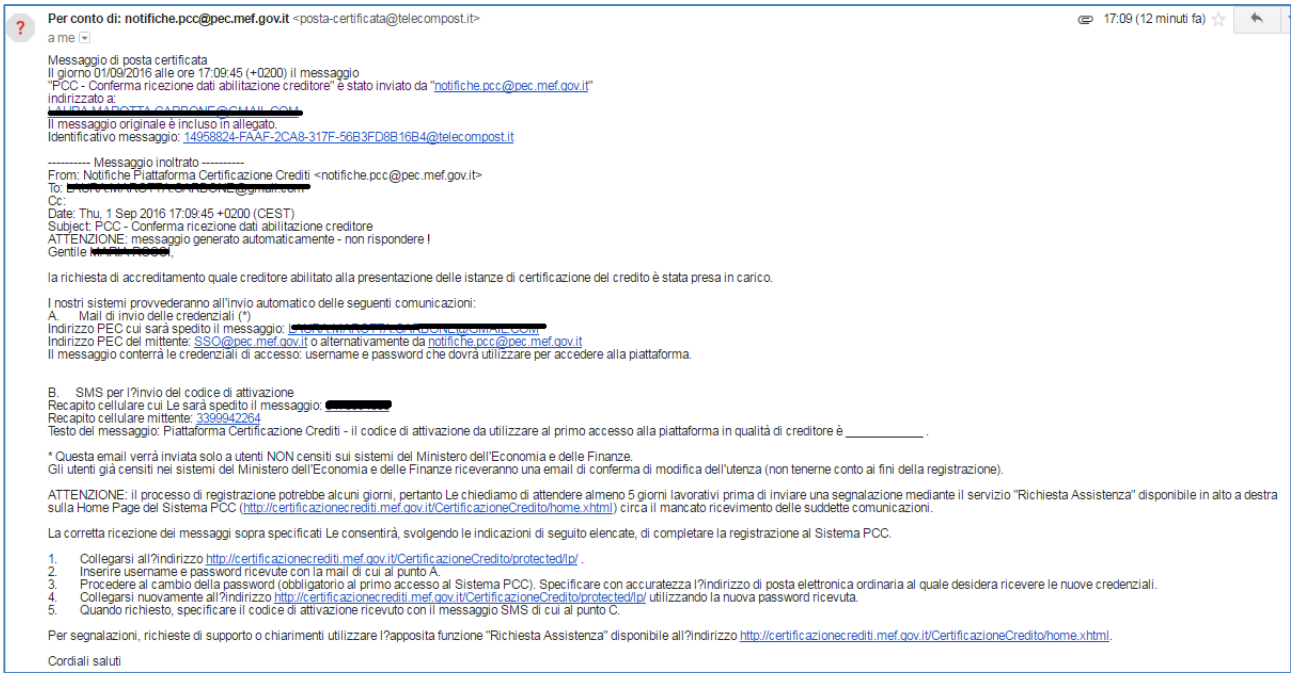 ?
Per conto di: notifiche.pcc@pec.mef.gov.it <posta-certificata@telecompost.it>
17:09 (12 minuti fa)
a me
Messaggio di posta certificata
Il giorno 01/09/2016 alle ore 17:09:45 (+0200) il messaggio
"PCC - Conferma ricezione dati abilitazione creditore" è stato inviato da "notifiche.pcc@pec.mef.gov.it"
indirizzato a:
Il messaggio originale è incluso in allegato.
Identificativo messaggio: 14958824-FAAF-2CA8-317F-56B3FD8B16B4@telecompost.it
---------- Messaggio inoltrato ----------
From: Notifiche Piattaforma Certificazione Crediti <notifiche.pcc@pec.mef.gov.it>
To:
Cc:
Date: Thu, 1 Sep 2016 17:09:45 +0200 (CEST)
Subject: PCC - Conferma ricezione dati abilitazione creditore
ATTENZIONE: messaggio generato automaticamente - non rispondere !
Gentile ,
la richiesta di accreditamento quale creditore abilitato alla presentazione delle istanze di certificazione del credito è stata presa in carico.
I nostri sistemi provvederanno all'invio automatico delle seguenti comunicazioni:
A. Mail di invio delle credenziali (*)
Indirizzo PEC cui sarà spedito il messaggio:
Indirizzo PEC del mittente: SSO@pec.mef.gov.it o alternativamente da notifiche.pcc@pec.mef.gov.it
Il messaggio conterrà le credenziali di accesso: username e password che dovrà utilizzare per accedere alla piattaforma.
B. SMS per l?invio del codice di attivazione
Recapito cellulare cui Le sarà spedito il messaggio:
Recapito cellulare mittente: 3399942264
Testo del messaggio: Piattaforma Certificazione Crediti - il codice di attivazione da utilizzare al primo accesso alla piattaforma in qualità di creditore è ____________ .
* Questa email verrà inviata solo a utenti NON censiti sui sistemi del Ministero dell'Economia e delle Finanze.
Gli utenti già censiti nei sistemi del Ministero dell'Economia e delle Finanze riceveranno una email di conferma di modifica dell'utenza (non tenerne conto ai fini della registrazione).
ATTENZIONE: il processo di registrazione potrebbe alcuni giorni, pertanto Le chiediamo di attendere almeno 5 giorni lavorativi prima di inviare una segnalazione mediante il servizio "Richiesta Assistenza" disponibile in alto a destra
sulla Home Page del Sistema PCC (http://certificazionecrediti.mef.gov.it/CertificazioneCredito/home.xhtml) circa il mancato ricevimento delle suddette comunicazioni.
La corretta ricezione dei messaggi sopra specificati Le consentirà, svolgendo le indicazioni di seguito elencate, di completare la registrazione al Sistema PCC.
1. Collegarsi all?indirizzo http://certificazionecrediti.mef.gov.it/CertificazioneCredito/protected/lp/ .
2. Inserire username e password ricevute con la mail di cui al punto A.
3. Procedere al cambio della password (obbligatorio al primo accesso al Sistema PCC). Specificare con accuratezza l?indirizzo di posta elettronica ordinaria al quale desidera ricevere le nuove credenziali.
4. Collegarsi nuovamente all?indirizzo http://certificazionecrediti.mef.gov.it/CertificazioneCredito/protected/lp/ utilizzando la nuova password ricevuta.
5. Quando richiesto, specificare il codice di attivazione ricevuto con il messaggio SMS di cui al punto C.
Per segnalazioni, richieste di supporto o chiarimenti utilizzare l?apposita funzione "Richiesta Assistenza" disponibile all?indirizzo http://certificazionecrediti.mef.gov.it/CertificazioneCredito/home.xhtml.
Cordiali saluti